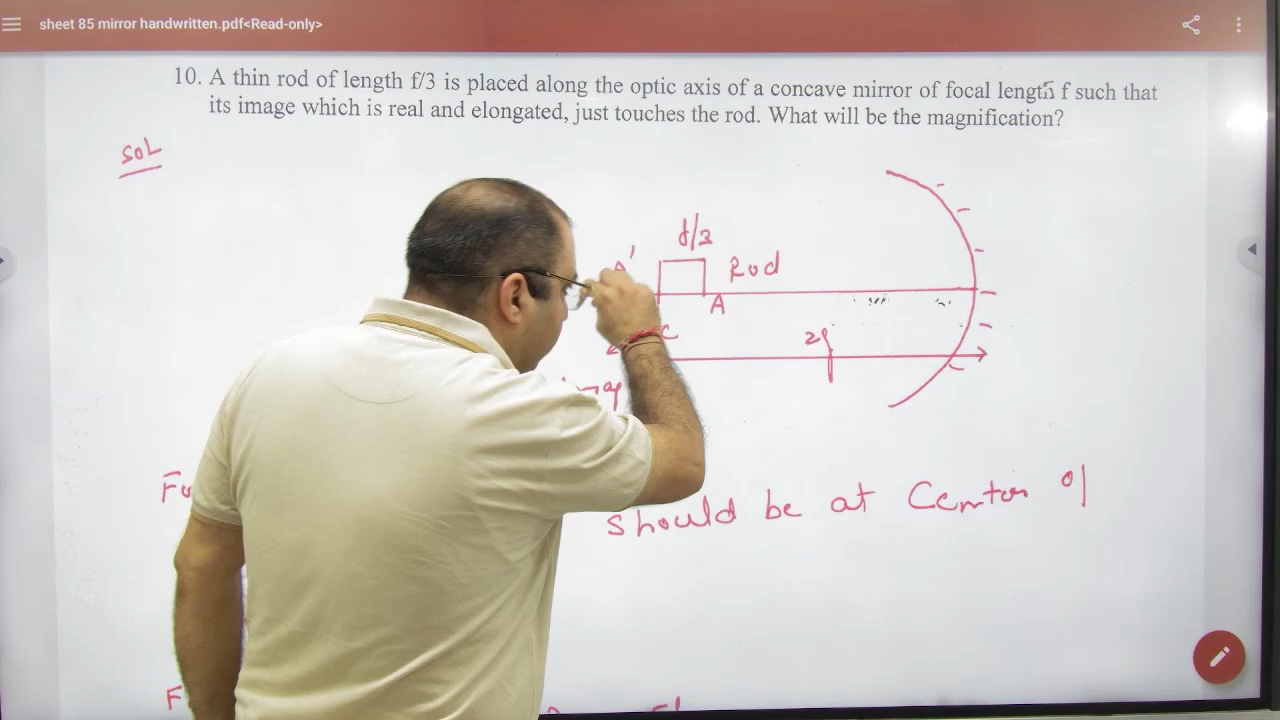 sheet 85 mirror handwritten.pdf<Read-only>
10. A thin rod of length f/3 is placed along the optic axis of a concave mirror of focal length f such that
its image which is real and elongated, just touches the rod. What will be the magnification?
SOL
f/3
A'
Rod
A
C
2f
should be at Center of